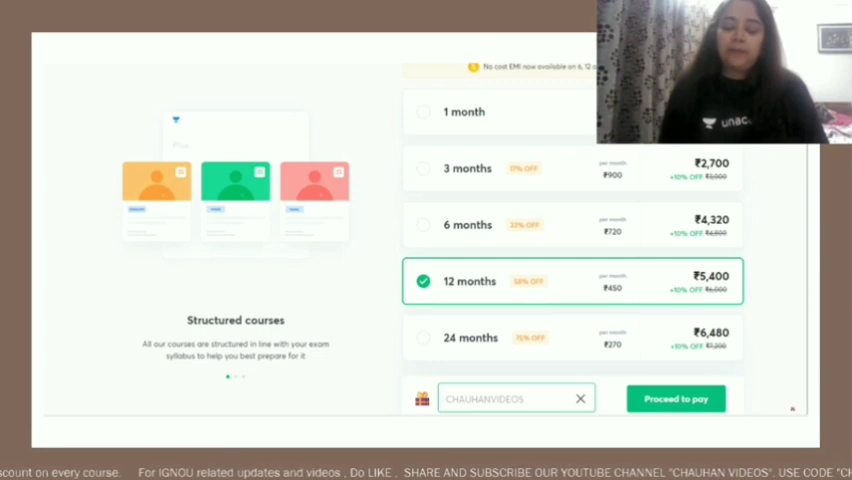 No cost EMI now available on 6, 12
1 month
3 months 17% OFF per month ₹900 ₹2,700 +10% OFF ₹3,000
6 months 33% OFF per month ₹720 ₹4,320 +10% OFF ₹4,800
12 months 58% OFF per month ₹450 ₹5,400 +10% OFF ₹6,000
24 months 75% OFF per month ₹270 ₹6,480 +10% OFF ₹7,200
Plus
Structured courses
All our courses are structured in line with your exam
syllabus to help you best prepare for it
CHAUHANVIDEOS
Proceed to pay
unac
scount on every course. For IGNOU related updates and videos , Do LIKE , SHARE AND SUBSCRIBE OUR YOUTUBE CHANNEL "CHAUHAN VIDEOS". USE CODE "CH